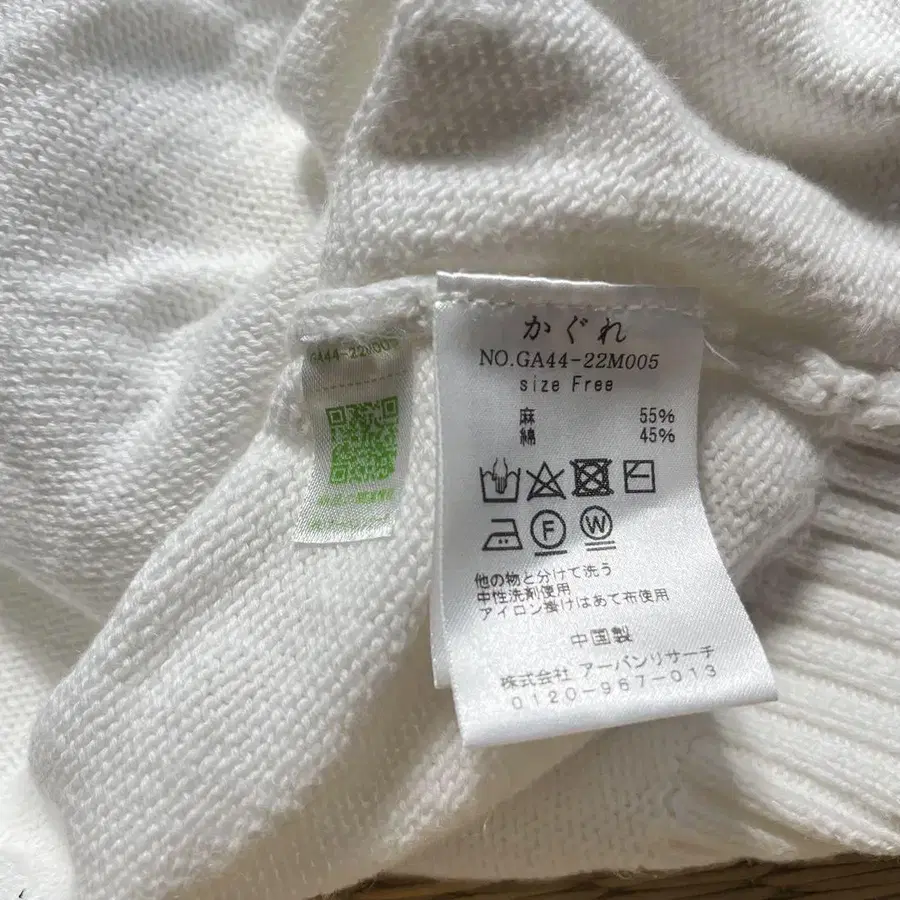 GA44-22M005
かぐれ
NO.GA44-22M005
size Free
麻 55%
綿 45%
F W
他の物と分けて洗う
中性洗剤使用
アイロン掛けはあて布使用
中国製
株式会社 アーバンリサーチ
0120-967-013